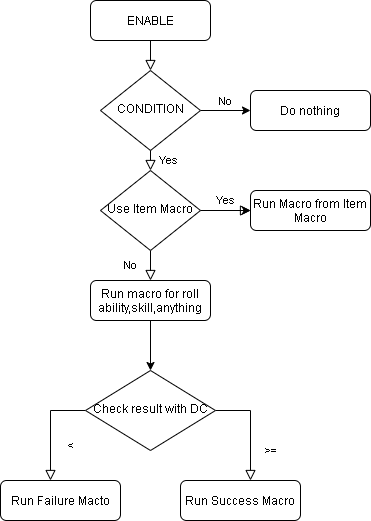 ENABLE
CONDITION
No
Do nothing
Yes
Use Item Macro
Yes
Run Macro from Item
Macro
No
Run macro for roll
ability,skill,anything
Check result with DC
<
>=
Run Failure Macto
Run Success Macro